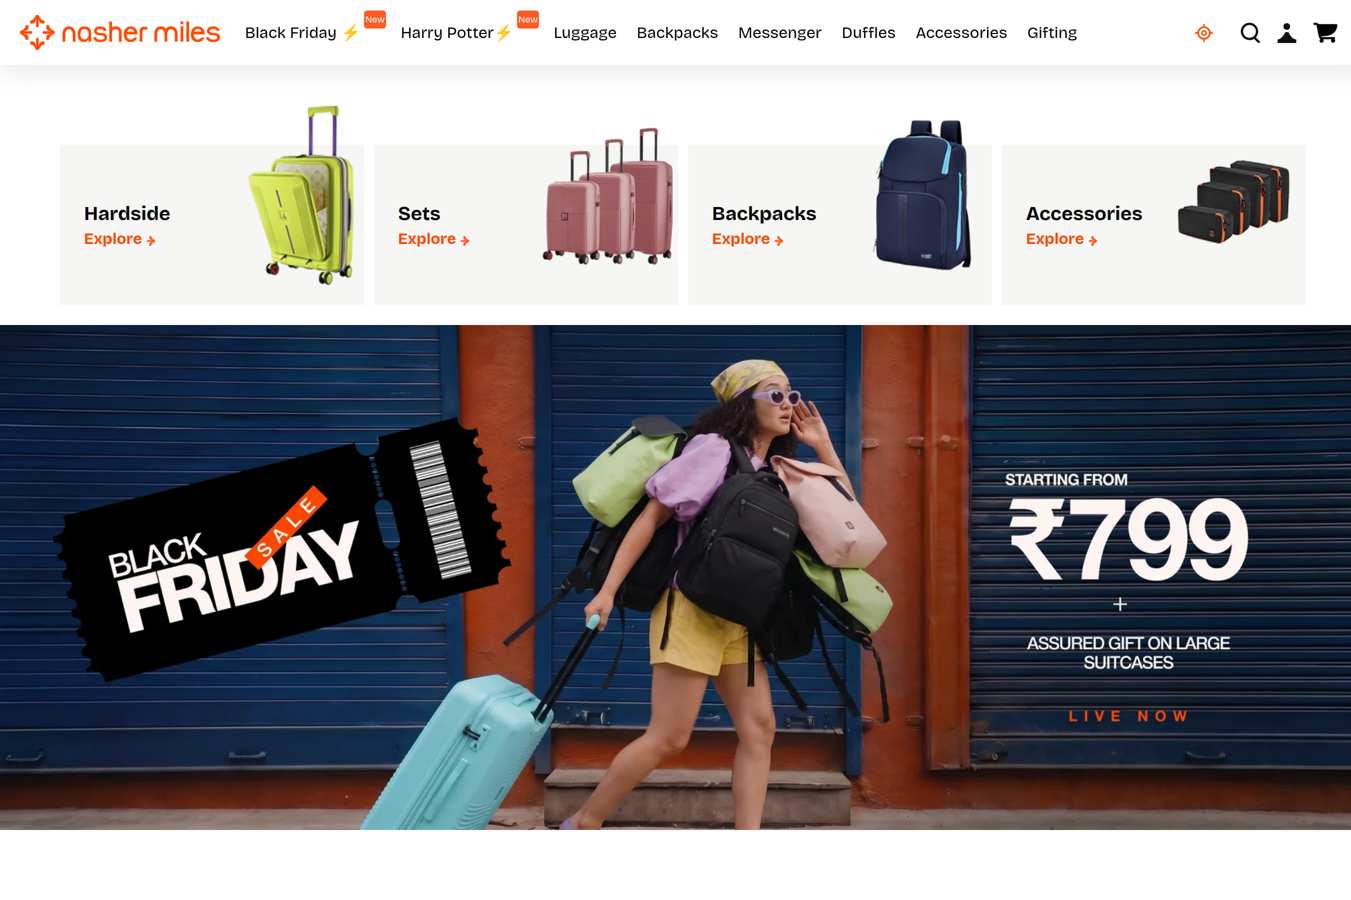 nasher miles
Black Friday ⚡ New
Harry Potter⚡ New
Luggage
Backpacks
Messenger
Duffles
Accessories
Gifting
Hardside
Explore →
Sets
Explore →
Backpacks
Explore →
Accessories
Explore →
BLACK
FRIDAY
SALE
STARTING FROM
₹799
+
ASSURED GIFT ON LARGE
SUITCASES
LIVE NOW